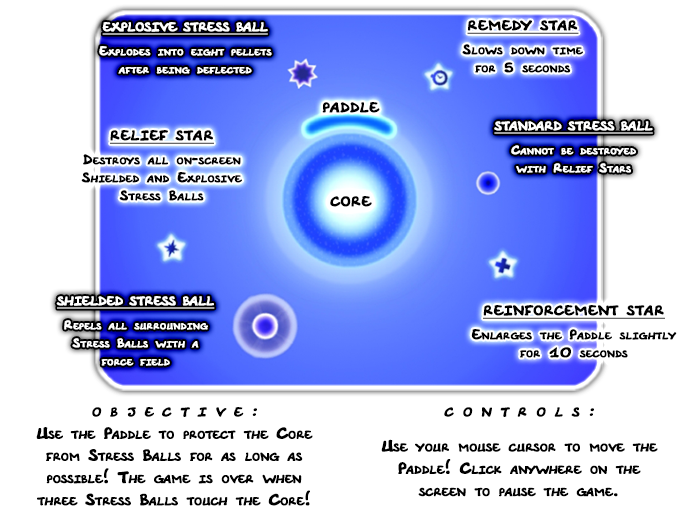 EXPLOSIVE STRESS BALL
EXPLODES INTO EIGHT PELLETS
AFTER BEING DEFLECTED
REMEDY STAR
SLOWS DOWN TIME
FOR 5 SECONDS
PADDLE
RELIEF STAR
DESTROYS ALL ON-SCREEN
SHIELDED AND EXPLOSIVE
STRESS BALLS
STANDARD STRESS BALL
CANNOT BE DESTROYED
WITH RELIEF STARS
CORE
SHIELDED STRESS BALL
REPELS ALL SURROUNDING
STRESS BALLS WITH A
FORCE FIELD
REINFORCEMENT STAR
ENLARGES THE PADDLE SLIGHTLY
FOR 10 SECONDS
OBJECTIVE:
USE THE PADDLE TO PROTECT THE CORE
FROM STRESS BALLS FOR AS LONG AS
POSSIBLE! THE GAME IS OVER WHEN
THREE STRESS BALLS TOUCH THE CORE!
CONTROLS:
USE YOUR MOUSE CURSOR TO MOVE THE
PADDLE! CLICK ANYWHERE ON THE
SCREEN TO PAUSE THE GAME.